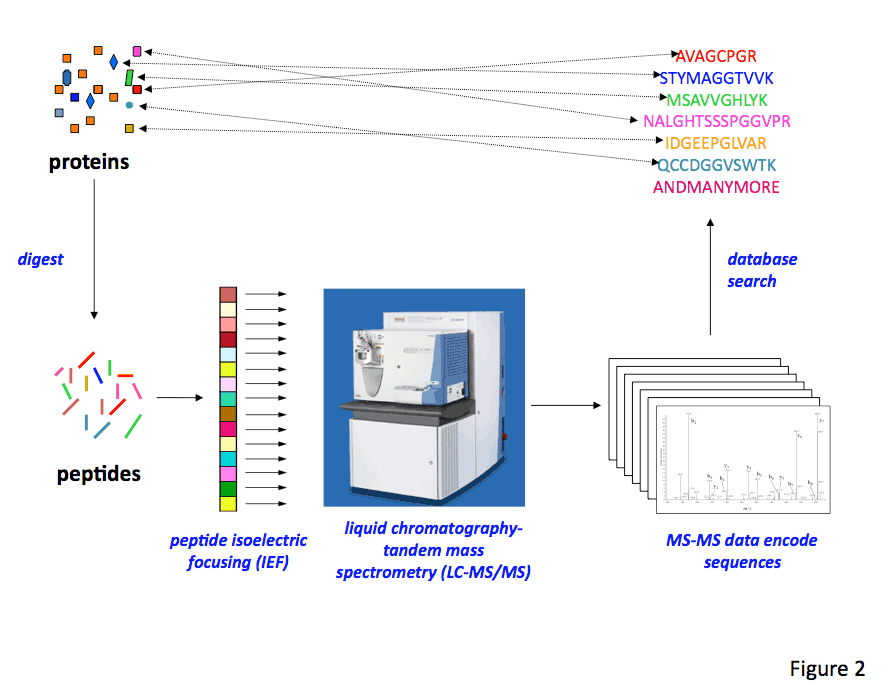 AVAGCPGR
STYMAGGTVVK
MSAVVGHLYK
NALGHTSSSPGGVPR
IDGEEPGLVAR
QCCDGGVSWTK
ANDMANYMORE
proteins
digest
database
search
peptides
peptide isoelectric
focusing (IEF)
liquid chromatography-
tandem mass
spectrometry (LC-MS/MS)
MS-MS data encode
sequences
Figure 2